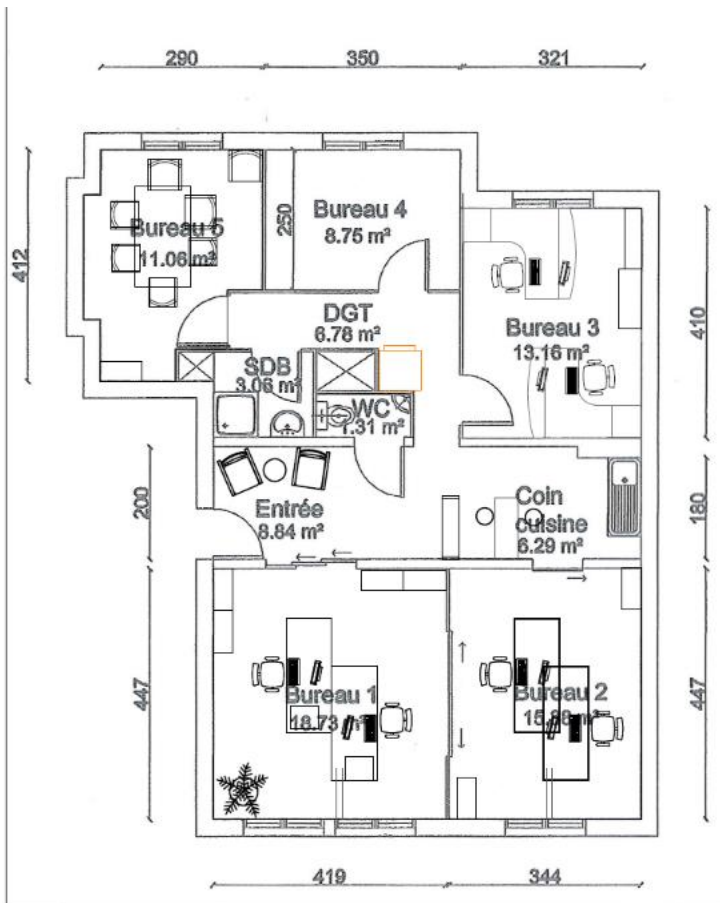 290 350 321
Bureau 5
11.06 m²
250
Bureau 4
8.75 m²
412
DGT
6.78 m²
Bureau 3
13.16 m²
410
SDB
3.06 m²
WC
1.31 m²
200
Entrée
8.84 m²
Coin
cuisine
6.29 m²
180
447
Bureau 1
18.73 m²
Bureau 2
447
419 344